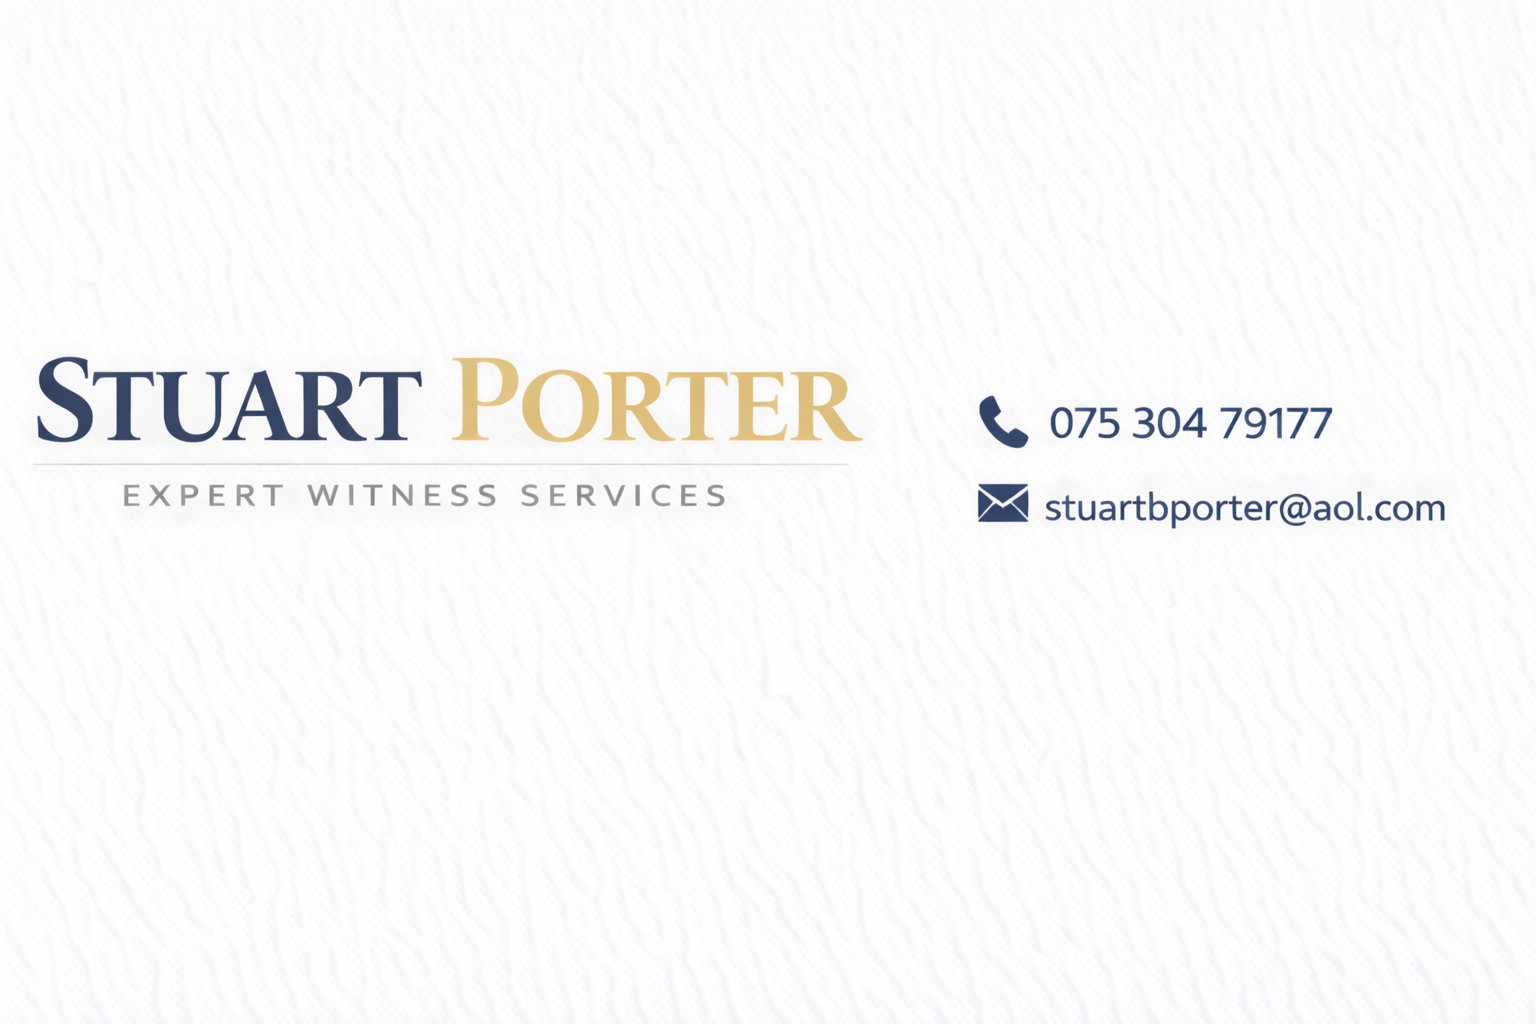 STUART PORTER
EXPERT WITNESS SERVICES
075 304 79177
stuartbporter@aol.com